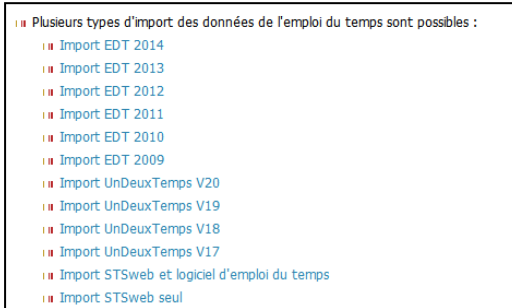 Plusieurs types d'import des données de l'emploi du temps sont possibles :
Import EDT 2014
Import EDT 2013
Import EDT 2012
Import EDT 2011
Import EDT 2010
Import EDT 2009
Import UnDeuxTemps V20
Import UnDeuxTemps V19
Import UnDeuxTemps V18
Import UnDeuxTemps V17
Import STSweb et logiciel d'emploi du temps
Import STSweb seul